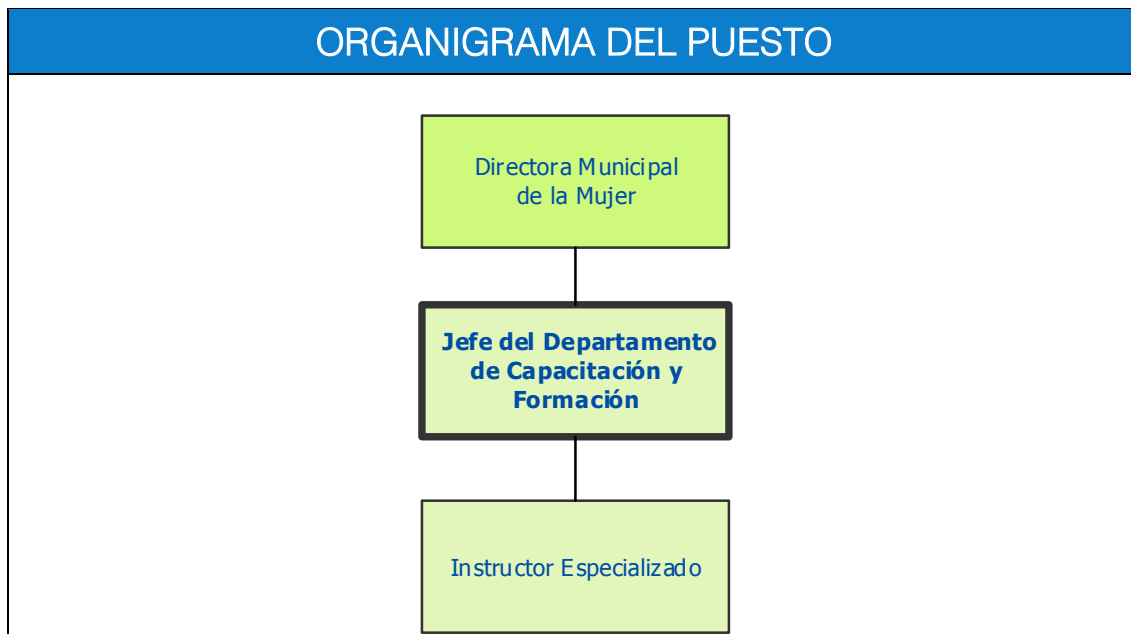 ORGANIGRAMA DEL PUESTO
Directora Municipal
de la Mujer
Jefe del Departamento
de Capacitación y
Formación
Instructor Especializado